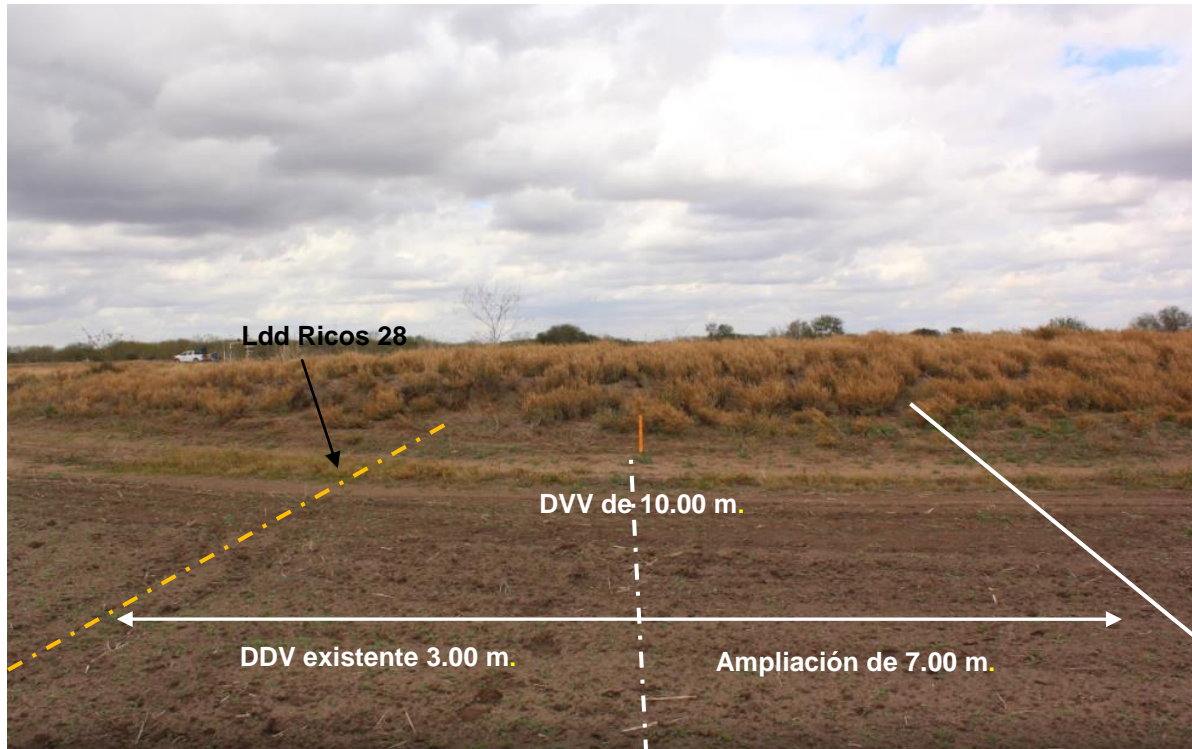 Ldd Ricos 28
DVV de 10.00 m.
DDV existente 3.00 m.
Ampliación de 7.00 m.